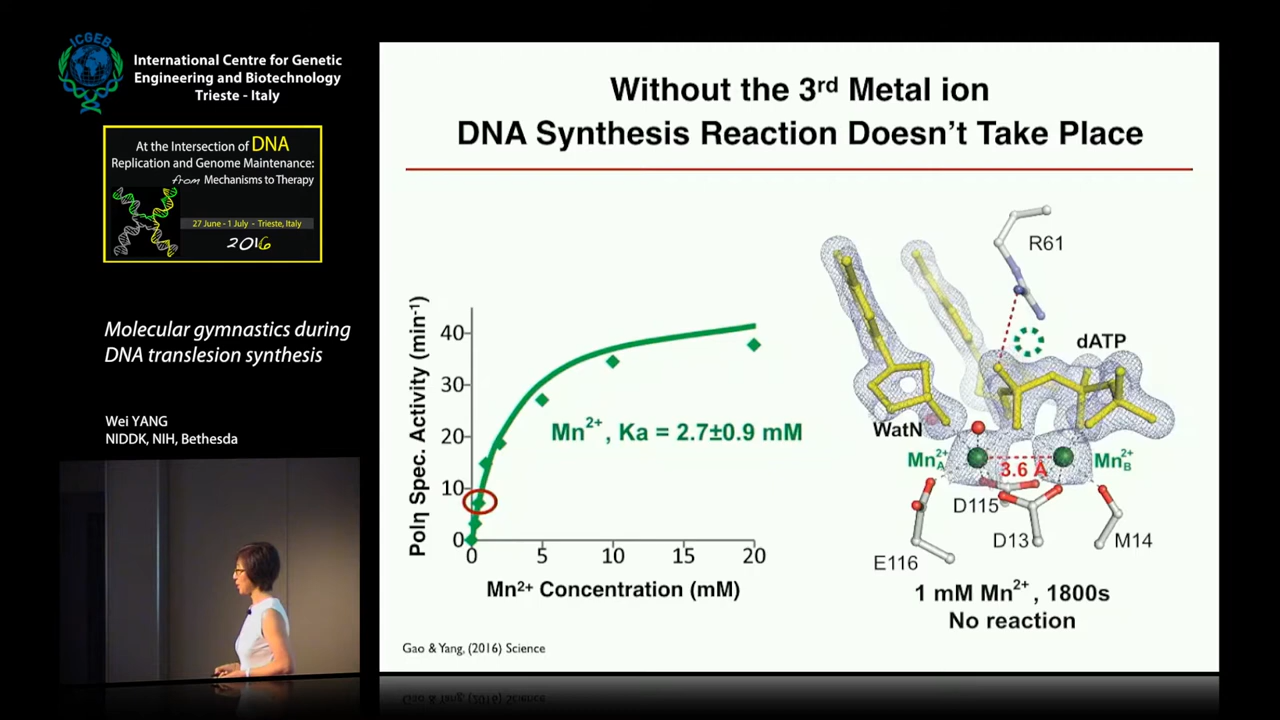 ICGEB
International Centre for Genetic
Engineering and Biotechnology
Trieste - Italy
At the Intersection of DNA
Replication and Genome Maintenance:
from Mechanisms to Therapy
27 June - 1 July - Trieste, Italy
2016
Molecular gymnastics during
DNA translesion synthesis
Wei YANG
NIDDK, NIH, Bethesda
Without the 3rd Metal ion
DNA Synthesis Reaction Doesn't Take Place
Polη Spec. Activity (min-1)
40
30
20
10
0
0 5 10 15 20
Mn2+ Concentration (mM)
Mn2+, Ka = 2.7±0.9 mM
R61
dATP
WatN
Mn2+A
3.6 Å
Mn2+B
D115
D13
M14
E116
1 mM Mn2+, 1800s
No reaction
Gao & Yang, (2016) Science